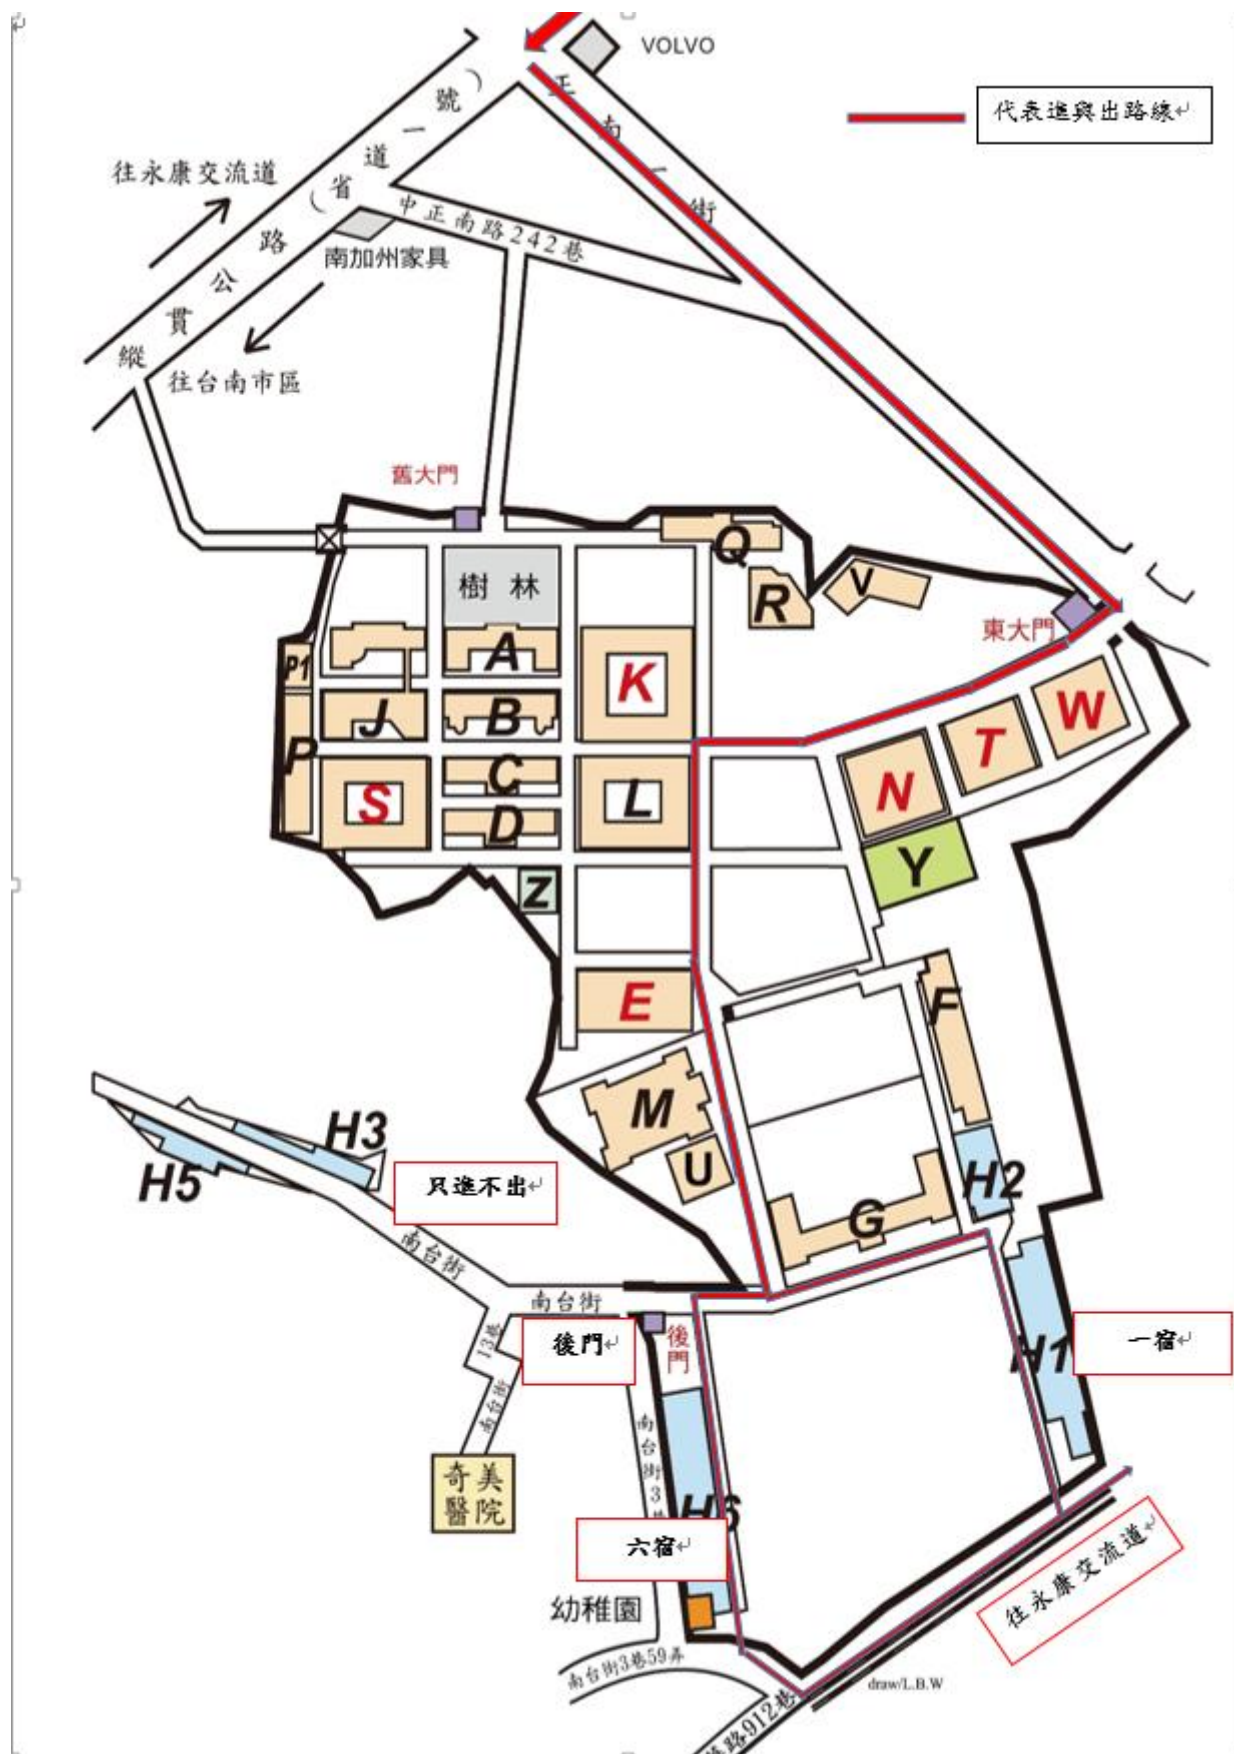 VOLVO
代表進與出路線
正南一街
往永康交流道
縱貫公路（省道一號）
中正南路242巷
南加州家具
往台南市區
舊大門
Q
R
V
樹林
東大門
A
P1
K
W
J
B
T
P
C
N
S
L
D
Y
Z
E
F
M
H3
H5
U
H2
只進不出
G
南台街
南台街
13巷
後門
後門
一宿
H1
南台街
南台街3
奇美醫院
H6
六宿
往永康交流道
幼稚園
南台街3巷59弄
draw/L.B.W
路912巷